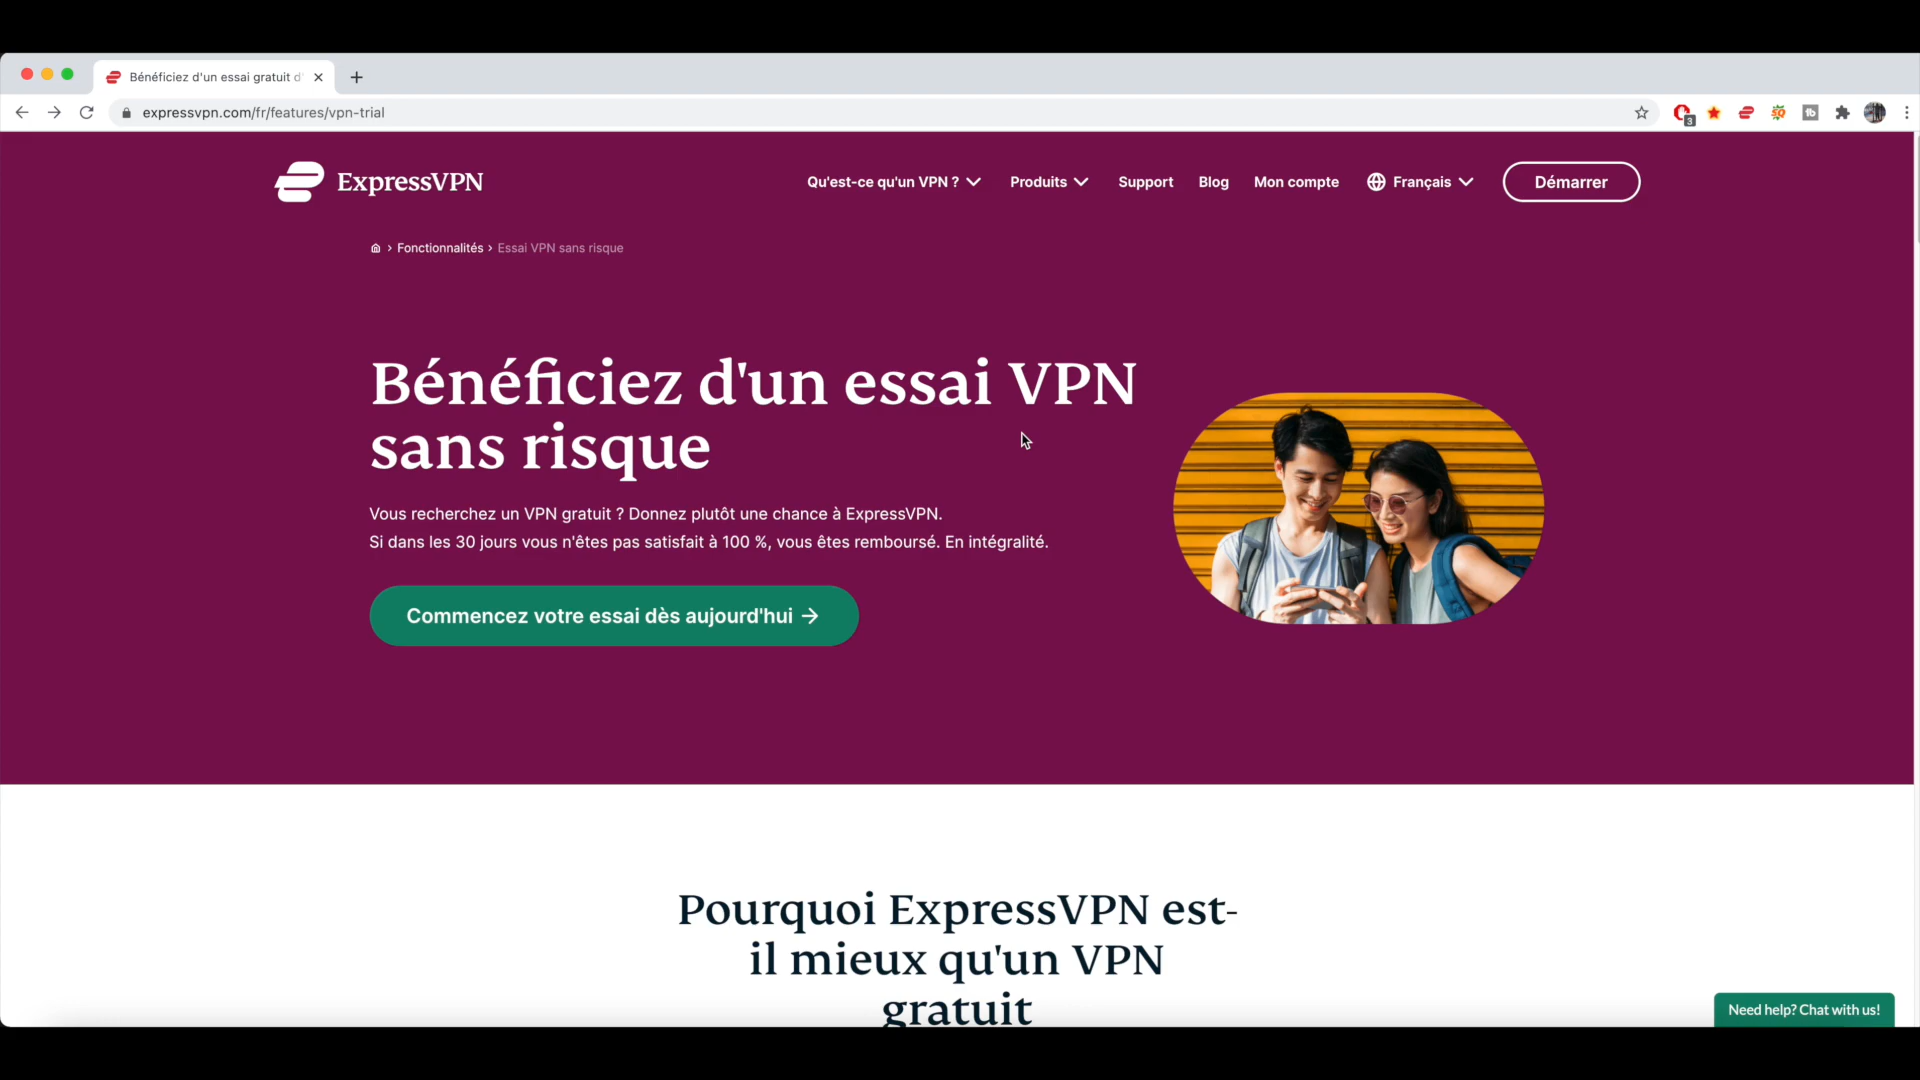 Bénéficiez d'un essai gratuit d'
expressvpn.com/fr/features/vpn-trial
3
ExpressVPN
Qu'est-ce qu'un VPN ?
Produits
Support
Blog
Mon compte
Français
Démarrer
Fonctionnalités › Essai VPN sans risque
Bénéficiez d'un essai VPN
sans risque
Vous recherchez un VPN gratuit ? Donnez plutôt une chance à ExpressVPN.
Si dans les 30 jours vous n'êtes pas satisfait à 100 %, vous êtes remboursé. En intégralité.
Commencez votre essai dès aujourd'hui →
Pourquoi ExpressVPN est-
il mieux qu'un VPN
gratuit
Need help? Chat with us!